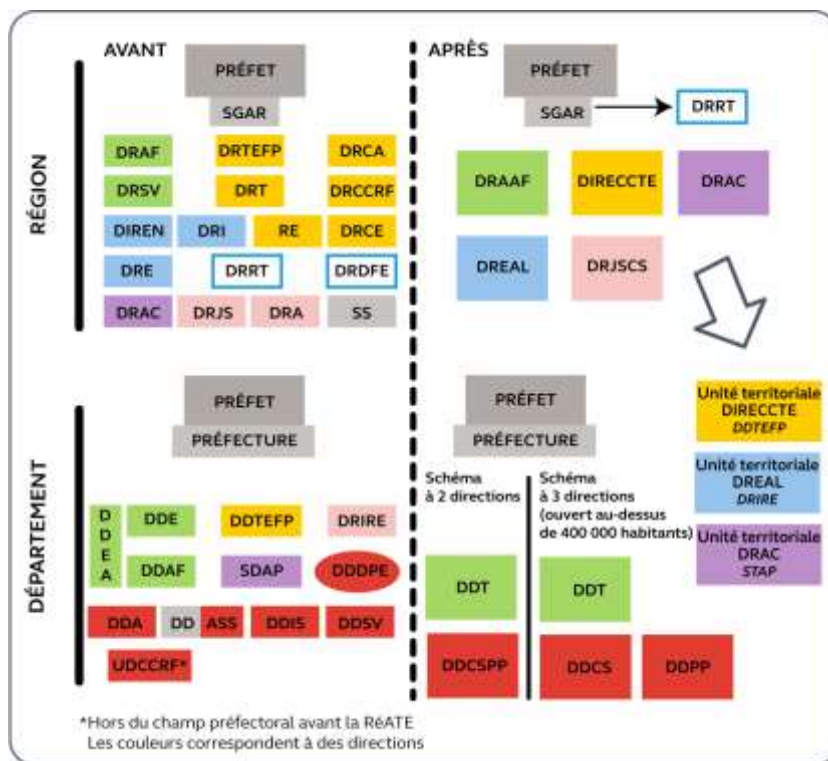 AVANT
PRÉFET
SGAR
RÉGION
DRAF
DRTEFP
DRCA
DRSV
DRT
DRCCRF
DIREN
DRI
RE
DRCE
DRE
DRRT
DRDFE
DRAC
DRJS
DRA
SS
APRÈS
PRÉFET
SGAR
DRRT
DRAAF
DIRECCTE
DRAC
DREAL
DRJSCS
DÉPARTEMENT
PRÉFET
PRÉFECTURE
DDEA
DDE
DDTEFP
DRIRE
DDAF
SDAP
DDDPE
DDA
DD ASS
DDIS
DDSV
UDCCRF*
PRÉFET
PRÉFECTURE
Schéma
à 2 directions
DDT
DDCSPP
Schéma
à 3 directions
(ouvert au-dessus
de 400 000 habitants)
DDT
DDCS
DDPP
Unité territoriale
DIRECCTE
DDTEFP
Unité territoriale
DREAL
DRIRE
Unité territoriale
DRAC
STAP
*Hors du champ préfectoral avant la RéATE
Les couleurs correspondent à des directions